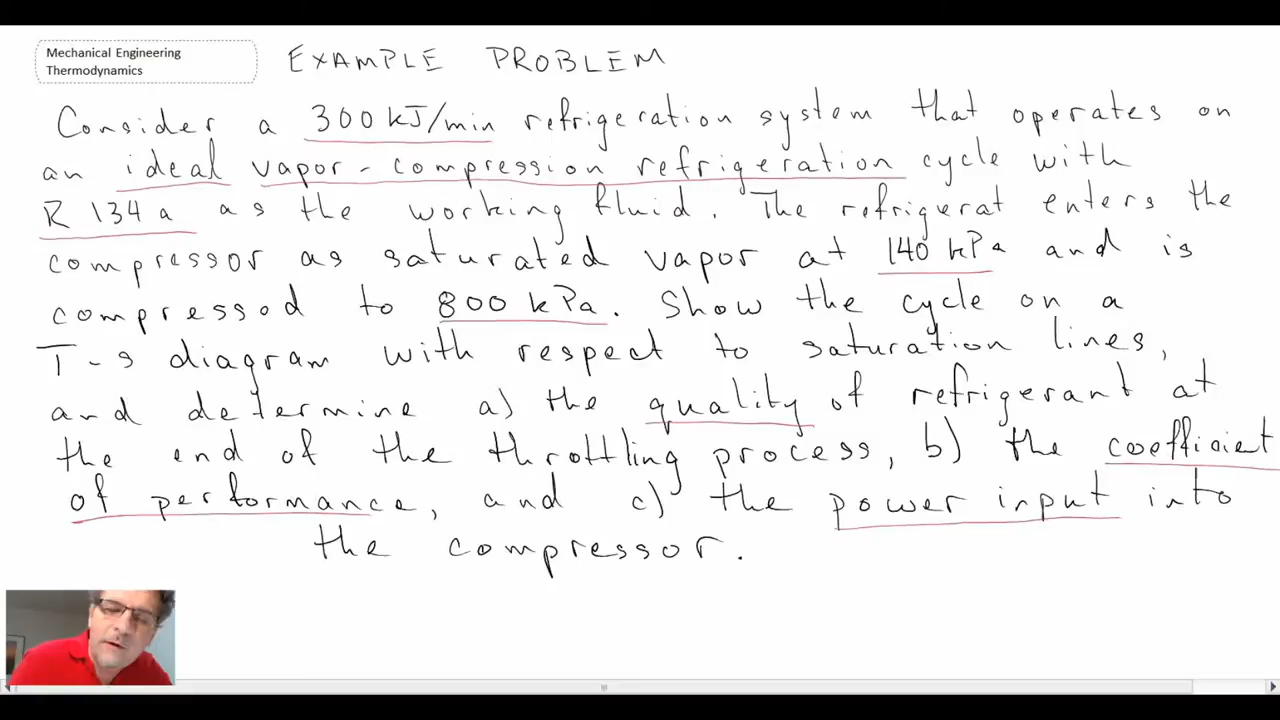 Mechanical Engineering
Thermodynamics
EXAMPLE PROBLEM
Consider a 300 kJ/min refrigeration system that operates on
an ideal vapor-compression refrigeration cycle with
R 134a as the working fluid. The refrigerat enters the
compressor as saturated vapor at 140 kPa and is
compressed to 800 kPa. Show the cycle on a
T-s diagram with respect to saturation lines,
and determine a) the quality of refrigerant at
the end of the throttling process, b) the coefficient
of performance, and c) the power input into
the compressor.